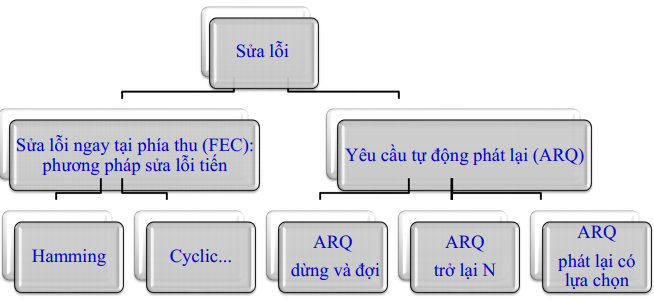 Sửa lỗi
Sửa lỗi ngay tại phía thu (FEC):
phương pháp sửa lỗi tiến
Yêu cầu tự động phát lại (ARQ)
Hamming
Cyclic...
ARQ
dừng và đợi
ARQ
trở lại N
ARQ
phát lại có
lựa chọn